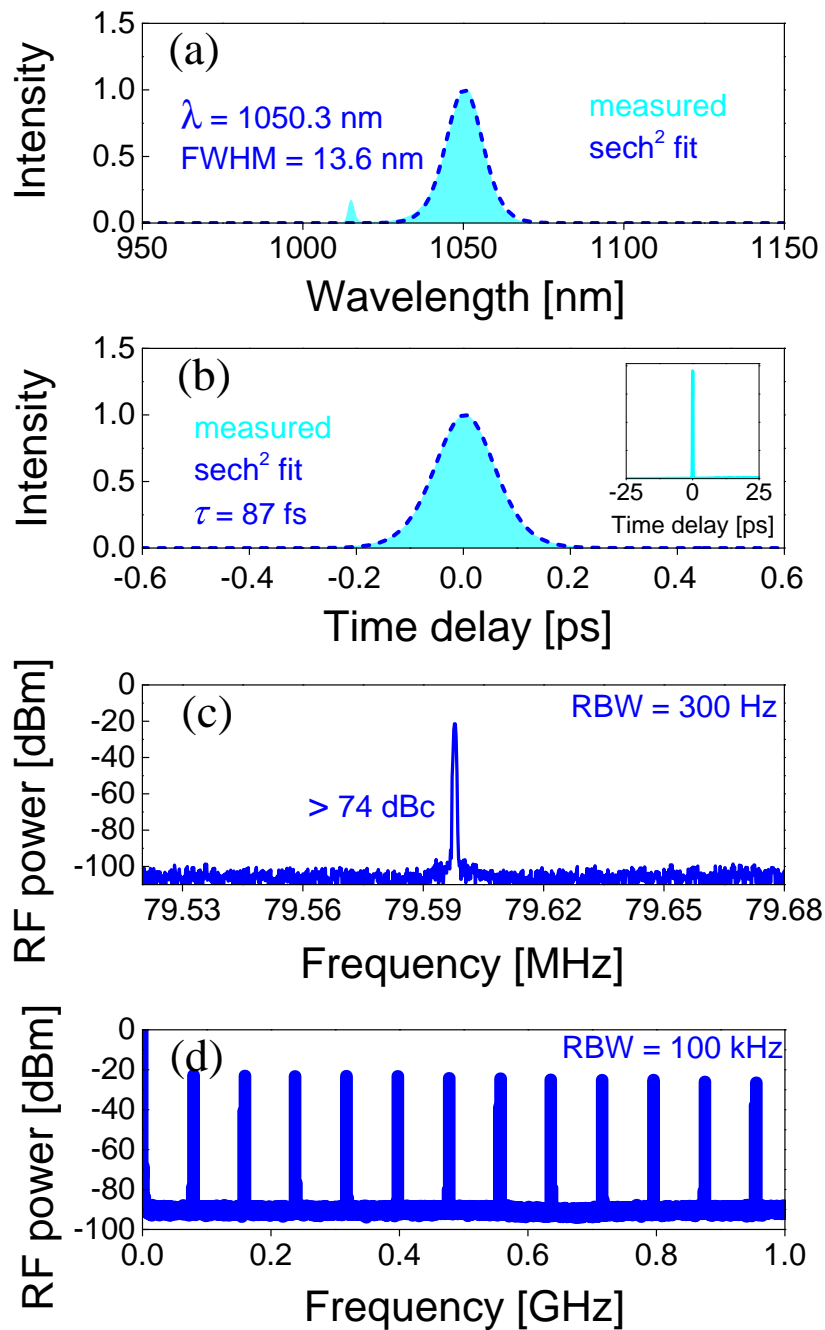 1.5
(a)
1.0
λ = 1050.3 nm
measured
0.5
FWHM = 13.6 nm
sech² fit
0.0
Intensity
950 1000 1050 1100 1150
Wavelength [nm]
1.5
(b)
1.0
measured
sech² fit
0.5
τ = 87 fs
0.0
Intensity
-25 0 25
Time delay [ps]
-0.6 -0.4 -0.2 0.0 0.2 0.4 0.6
Time delay [ps]
0
(c)
RBW = 300 Hz
-20
-40
-60
> 74 dBc
-80
-100
RF power [dBm]
79.53 79.56 79.59 79.62 79.65 79.68
Frequency [MHz]
0
(d)
RBW = 100 kHz
-20
-40
-60
-80
-100
RF power [dBm]
0.0 0.2 0.4 0.6 0.8 1.0
Frequency [GHz]